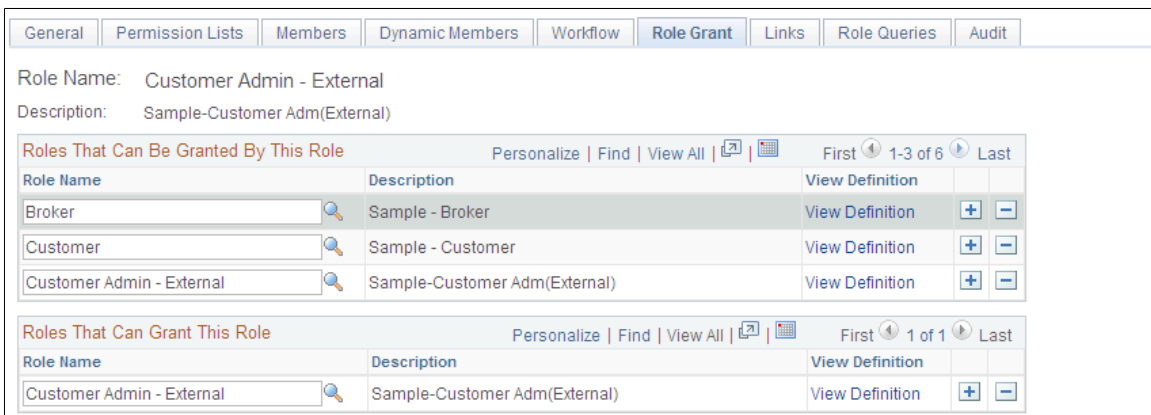 General Permission Lists Members Dynamic Members Workflow Role Grant Links Role Queries Audit
Role Name: Customer Admin - External
Description: Sample-Customer Adm(External)
Roles That Can Be Granted By This Role Personalize | Find | View All | | First 1-3 of 6 Last
Role Name Description View Definition
Broker Sample - Broker View Definition
Customer Sample - Customer View Definition
Customer Admin - External Sample-Customer Adm(External) View Definition
Roles That Can Grant This Role Personalize | Find | View All | | First 1 of 1 Last
Role Name Description View Definition
Customer Admin - External Sample-Customer Adm(External) View Definition